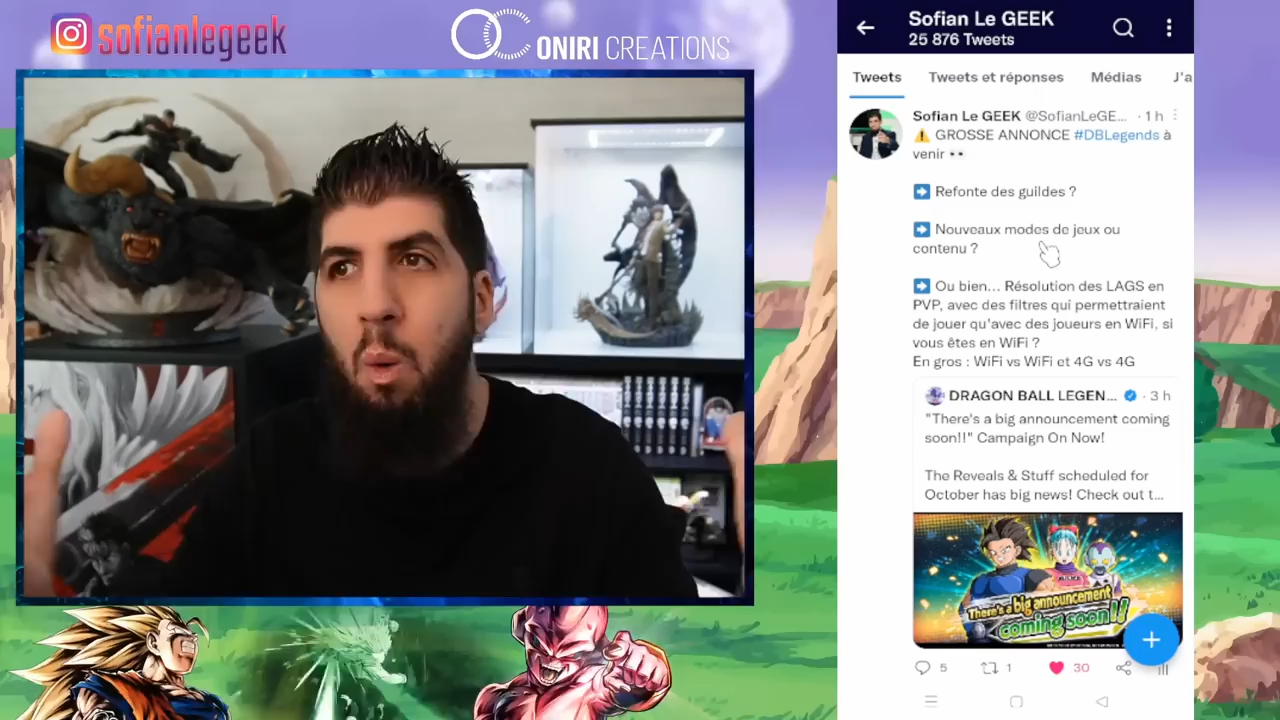 sofianlegeek
ONIRI CREATIONS
Sofian Le GEEK
25 876 Tweets
Tweets
Tweets et réponses
Médias
J'a
Sofian Le GEEK @SofianLeGE... · 1 h
⚠️ GROSSE ANNONCE #DBLegends à
venir 👀
➡️ Refonte des guildes ?
➡️ Nouveaux modes de jeux ou
contenu ?
➡️ Ou bien... Résolution des LAGS en
PVP, avec des filtres qui permettraient
de jouer qu'avec des joueurs en WiFi, si
vous êtes en WiFi ?
En gros : WiFi vs WiFi et 4G vs 4G
DRAGON BALL LEGEN... · 3 h
"There's a big announcement coming
soon!!" Campaign On Now!
The Reveals & Stuff scheduled for
October has big news! Check out t...
There's a big announcement
coming soon!!
5
1
30